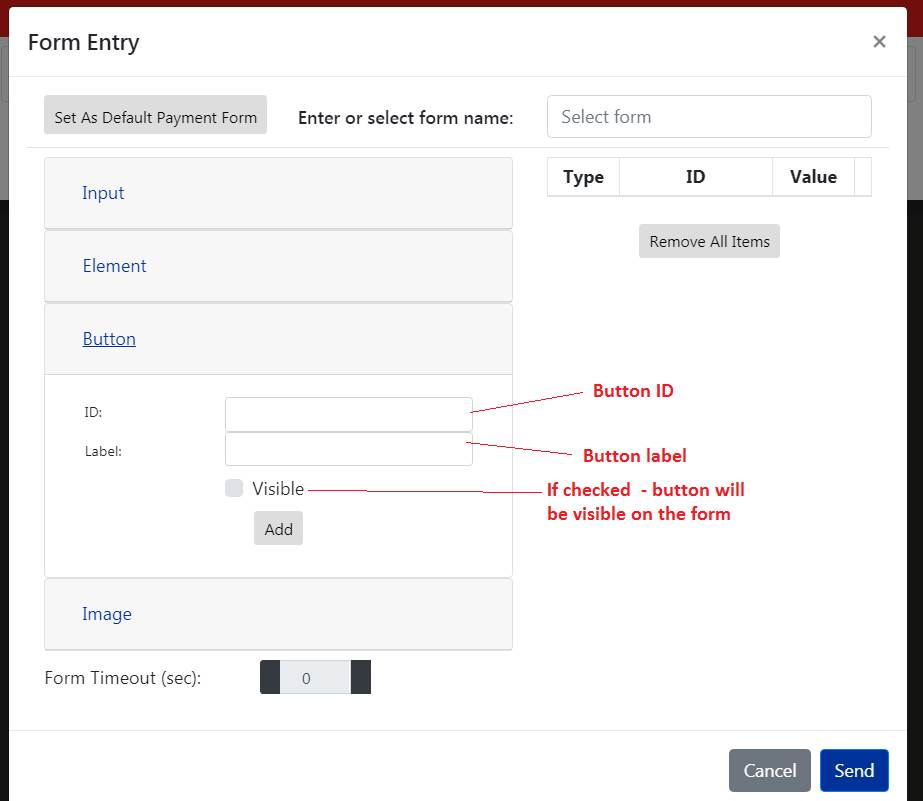 Form Entry
×
Set As Default Payment Form
Enter or select form name:
Select form
Input
Type ID Value
Remove All Items
Element
Button
Button ID
ID:
Label:
Button label
Visible
If checked - button will
be visible on the form
Add
Image
Form Timeout (sec):
0
Cancel
Send